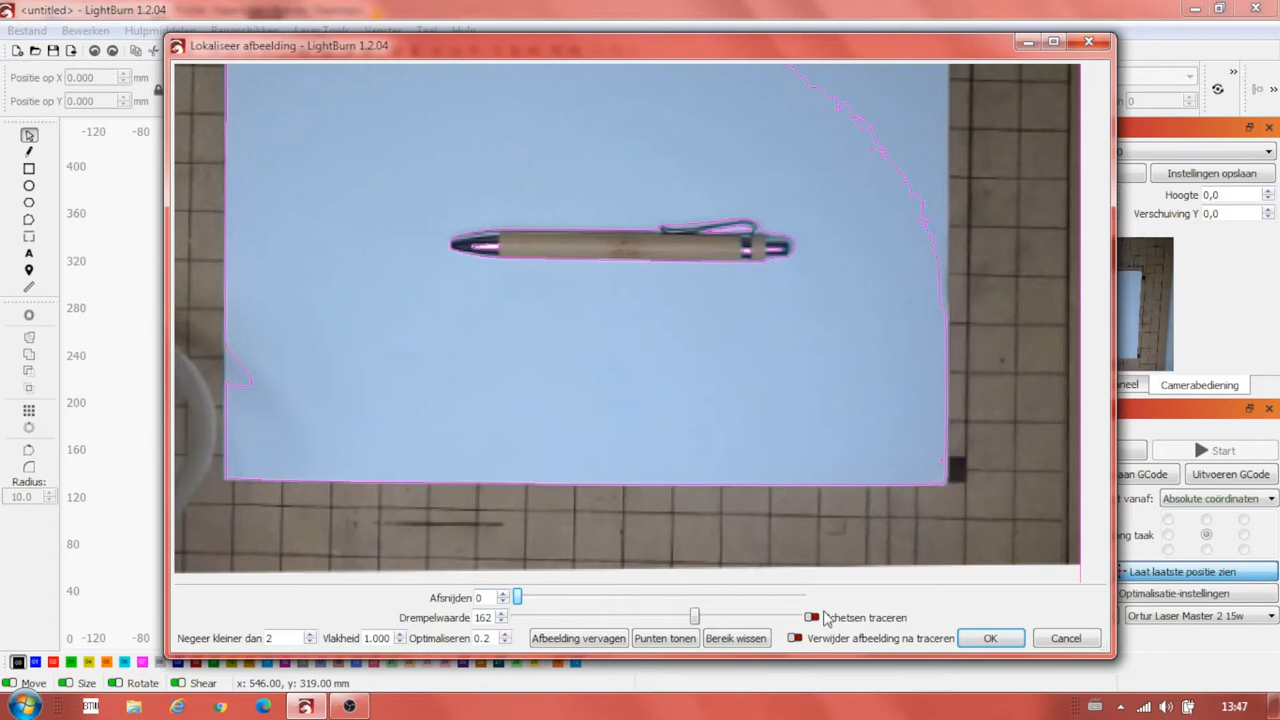 <untitled> - LightBurn 1.2.04
Bestand Bewerken Hulpmiddelen
Lokaliseer afbeelding - LightBurn 1.2.04
Positie op X 0.000 mm
Positie op Y 0.000 mm
-120 -80
400
360
320
280
240
200
160
120
80
40
Radius:
10.0
0
Instellingen opslaan
Hoogte 0,0
Verschuiving Y 0,0
Camerabediening
Start
Uitvoeren GCode
Absolute coördinaten
Laat laatste positie zien
Optimalisatie-instellingen
Ortur Laser Master 2 15w
Afsnijden 0
Drempelwaarde 162
hetsen traceren
Negeer kleiner dan 2 Vlakheid 1.000 Optimaliseren 0.2 Afbeelding vervagen Punten tonen Bereik wissen Verwijder afbeelding na traceren OK Cancel
Move Size Rotate Shear x: 546.00, y: 319.00 mm
13:47